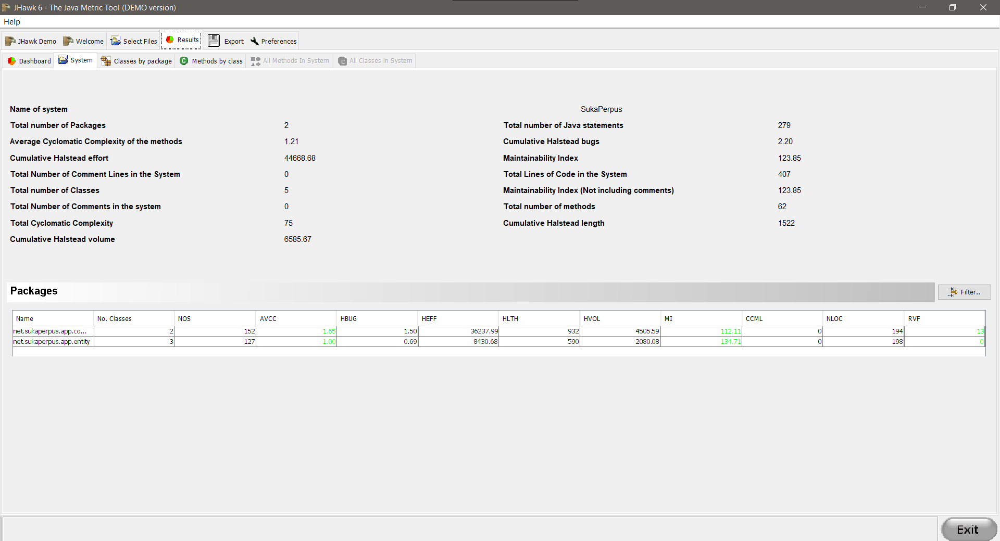 JHawk 6 - The Java Metric Tool (DEMO version)
Help
JHawk Demo Welcome Select Files Results Export Preferences
Dashboard System Classes by package Methods by class All Methods In System All Classes in System
Name of system SukaPerpus
Total number of Packages 2 Total number of Java statements 279
Average Cyclomatic Complexity of the methods 1.21 Cumulative Halstead bugs 2.20
Cumulative Halstead effort 44668.68 Maintainability Index 123.85
Total Number of Comment Lines in the System 0 Total Lines of Code in the System 407
Total number of Classes 5 Maintainability Index (Not including comments) 123.85
Total Number of Comments in the system 0 Total number of methods 62
Total Cyclomatic Complexity 75 Cumulative Halstead length 1522
Cumulative Halstead volume 6585.67
Packages Filter..
Name No. Classes NOS AVCC HBUG HEFF HLTH HVOL MI CCML NLOC RVF
net.sukaperpus.app.co... 2 152 1.65 1.50 36237.99 932 4505.59 112.11 0 194 13
net.sukaperpus.app.entity 3 127 1.00 0.69 8430.68 590 2080.08 134.71 0 198 0
Exit